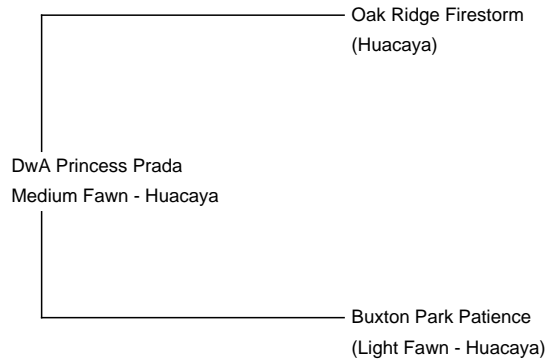 Oak Ridge Firestorm
(Huacaya)
DwA Princess Prada
Medium Fawn - Huacaya
Buxton Park Patience
(Light Fawn - Huacaya)